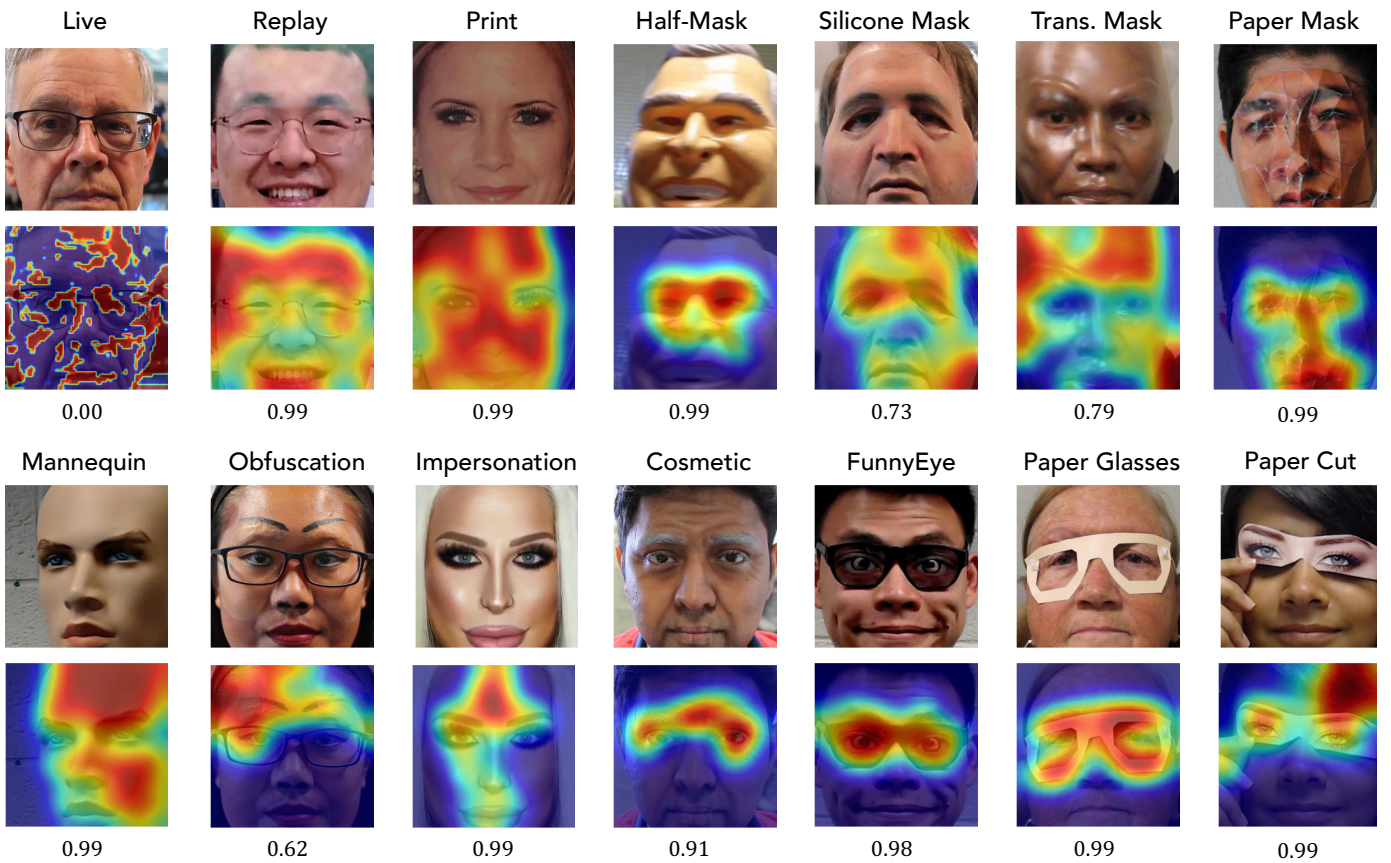 Live Replay Print Half-Mask Silicone Mask Trans. Mask Paper Mask
0.00 0.99 0.99 0.99 0.73 0.79 0.99
Mannequin Obfuscation Impersonation Cosmetic FunnyEye Paper Glasses Paper Cut
0.99 0.62 0.99 0.91 0.98 0.99 0.99